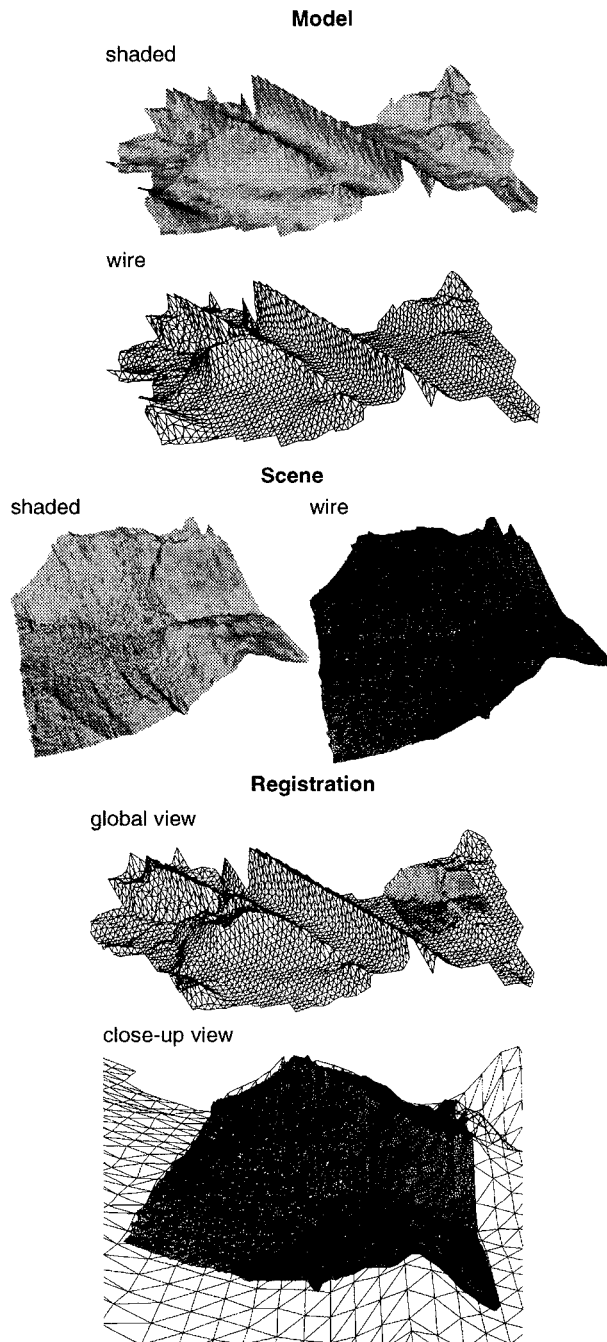 Model
shaded
wire
Scene
shaded wire
Registration
global view
close-up view